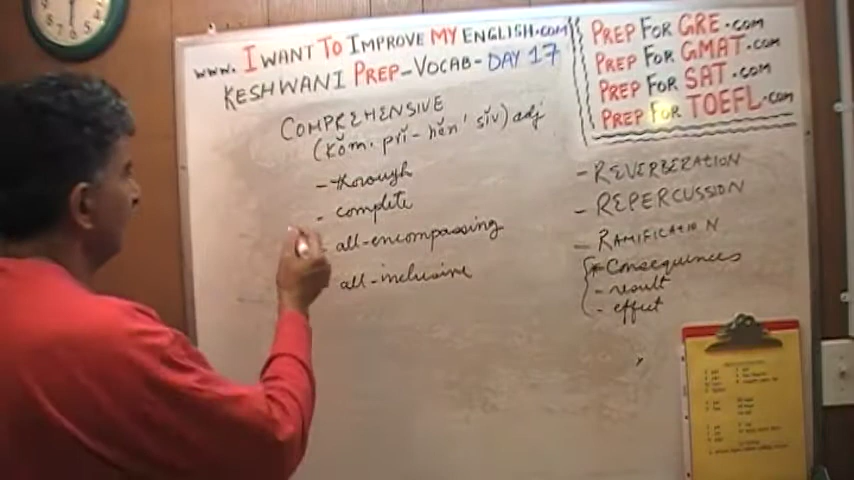 www. I WANT TO IMPROVE MY ENGLISH.COM
KESHWANI PREP-VOCAB- DAY 17
PREP FOR GRE.com
PREP FOR GMAT.com
PREP FOR SAT.com
PREP FOR TOEFL.com
COMPREHENSIVE
(kŏm. prĭ-hĕn' sĭv) adj
- thorough
- complete
- all-encompassing
all-inclusive
- REVERBERATION
- REPERCUSSION
- RAMIFICATION
* Consequences
- result
- effect